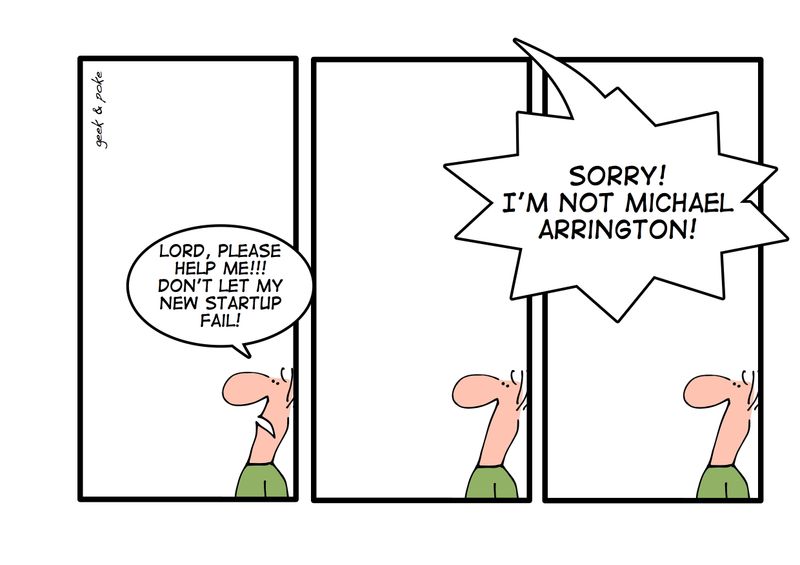 geek & poke
LORD, PLEASE
HELP ME!!!
DON'T LET MY
NEW STARTUP
FAIL!
SORRY!
I'M NOT MICHAEL
ARRINGTON!